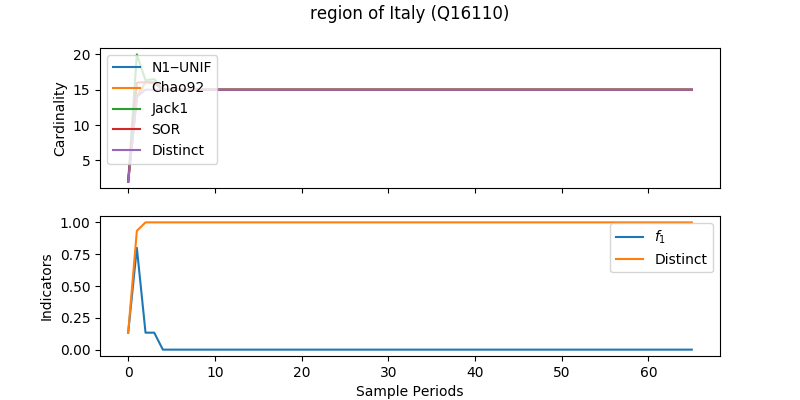 region of Italy (Q16110)
20
15
10
5
Cardinality
N1−UNIF
Chao92
Jack1
SOR
Distinct
1.00
0.75
0.50
0.25
0.00
Indicators
f₁
Distinct
0 10 20 30 40 50 60
Sample Periods